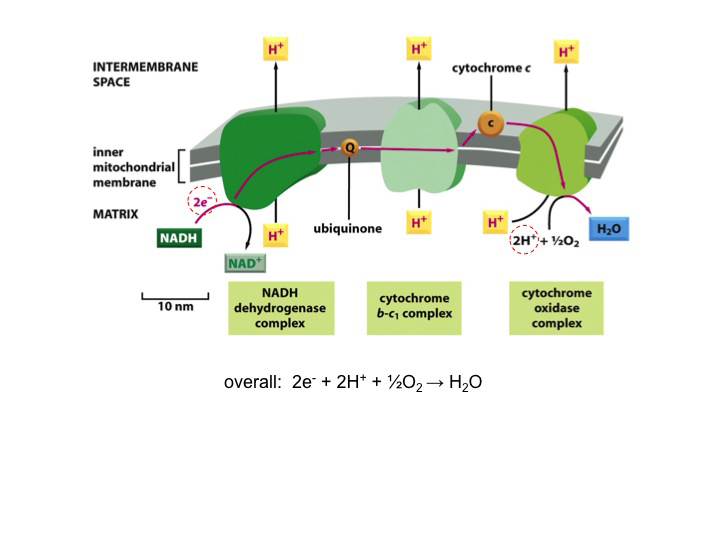 INTERMEMBRANE
SPACE
H⁺
H⁺
cytochrome c
H⁺
c
inner
mitochondrial
membrane
Q
MATRIX
2e⁻
NADH
NAD⁺
H⁺
ubiquinone
H⁺
H⁺
2H⁺ + ½O₂
H₂O
10 nm
NADH
dehydrogenase
complex
cytochrome
b-c₁ complex
cytochrome
oxidase
complex
overall: 2e⁻ + 2H⁺ + ½O₂ → H₂O